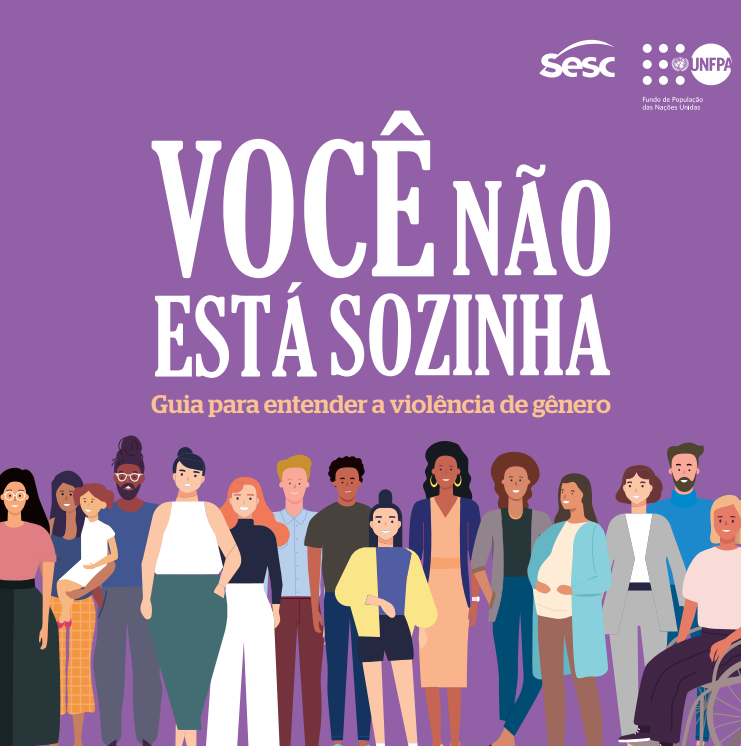 Sesc
UNFPA
Fundo de População
das Nações Unidas
VOCÊ NÃO
ESTÁ SOZINHA
Guia para entender a violência de gênero